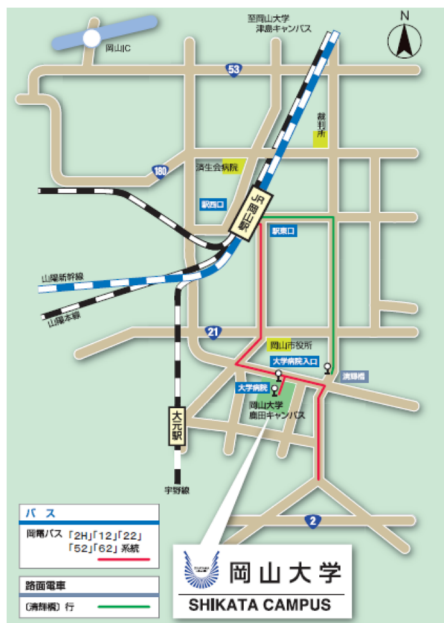 至岡山大学
津島キャンパス
N
岡山IC
53
裁判所
済生会病院
180
駅西口
JR岡山駅
駅東口
山陽新幹線
山陽本線
21
岡山市役所
大学病院入口
清輝橋
大学病院
岡山大学
鹿田キャンパス
大元駅
宇野線
2
バス
岡電バス「2H」「12」「22」
「52」「62」系統
路面電車
〔清輝橋〕行
岡山大学
SHIKATA CAMPUS